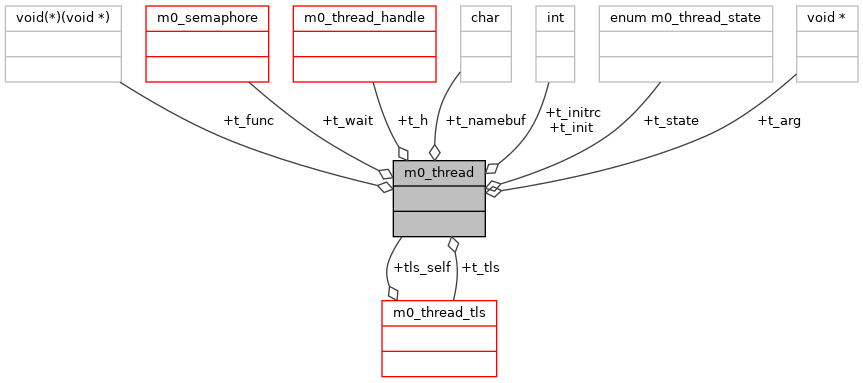 void(*)(void *)
m0_semaphore
m0_thread_handle
char
int
enum m0_thread_state
void *
+t_func
+t_wait
+t_h
+t_namebuf
+t_initrc
+t_init
+t_state
+t_arg
m0_thread
+tls_self
+t_tls
m0_thread_tls